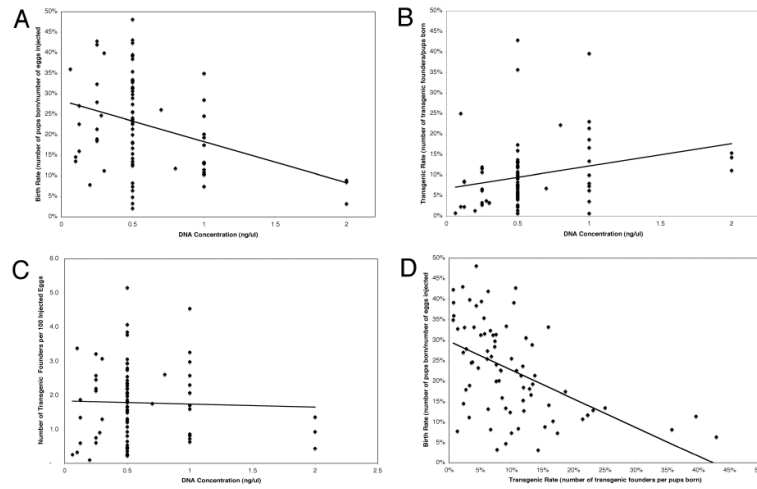 A
Birth Rate (number of pups born/number of eggs injected
50%
45%
40%
35%
30%
25%
20%
15%
10%
5%
0%
0 0.5 1 1.5 2
DNA Concentration (ng/ul)
B
Transgenic Rate (number of transgenic founders/pups born)
50%
45%
40%
35%
30%
25%
20%
15%
10%
5%
0%
0 0.5 1 1.5 2
DNA Concentration (ng/ul)
C
Number of Transgenic Founders per 100 Injected Eggs
6.0
5.0
4.0
3.0
2.0
1.0
-
0 0.5 1 1.5 2 2.5
DNA Concentration (ng/ul)
D
Birth Rate (number of pups born/number of eggs injected
50%
45%
40%
35%
30%
25%
20%
15%
10%
5%
0%
0% 5% 10% 15% 20% 25% 30% 35% 40% 45%
Transgenic Rate (number of transgenic founders per pups born)